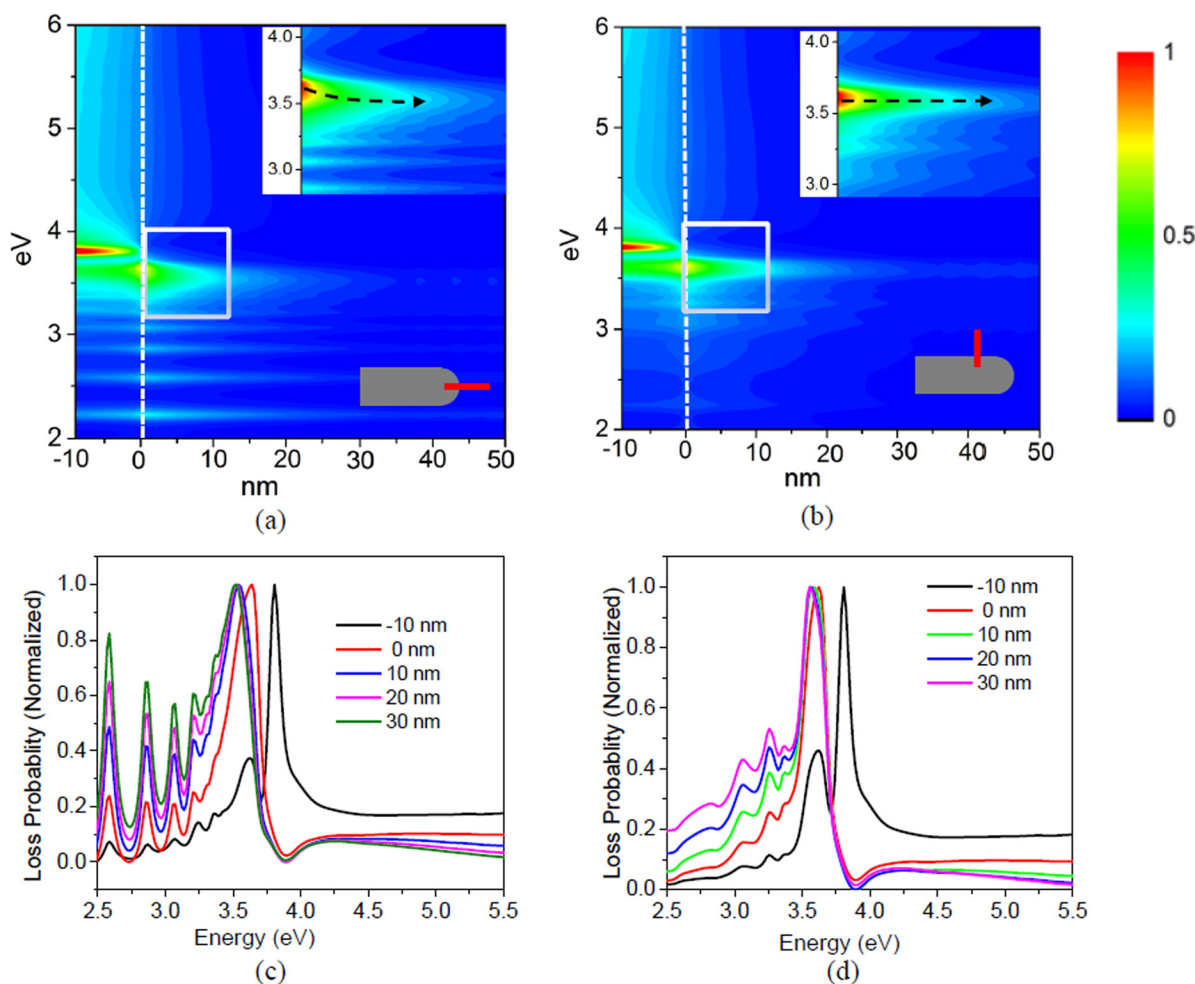 6
5
4
3
2
eV
-10 0 10 20 30 40 50
nm
4.0
3.5
3.0
(a)
6
5
4
3
2
eV
-10 0 10 20 30 40 50
nm
4.0
3.5
3.0
(b)
1
0.5
0
Loss Probablity (Normalized)
1.0
0.8
0.6
0.4
0.2
0.0
-10 nm
0 nm
10 nm
20 nm
30 nm
2.5 3.0 3.5 4.0 4.5 5.0 5.5
Energy (eV)
(c)
Loss Probablity (Normalized)
1.0
0.8
0.6
0.4
0.2
0.0
-10 nm
0 nm
10 nm
20 nm
30 nm
2.5 3.0 3.5 4.0 4.5 5.0 5.5
Energy (eV)
(d)